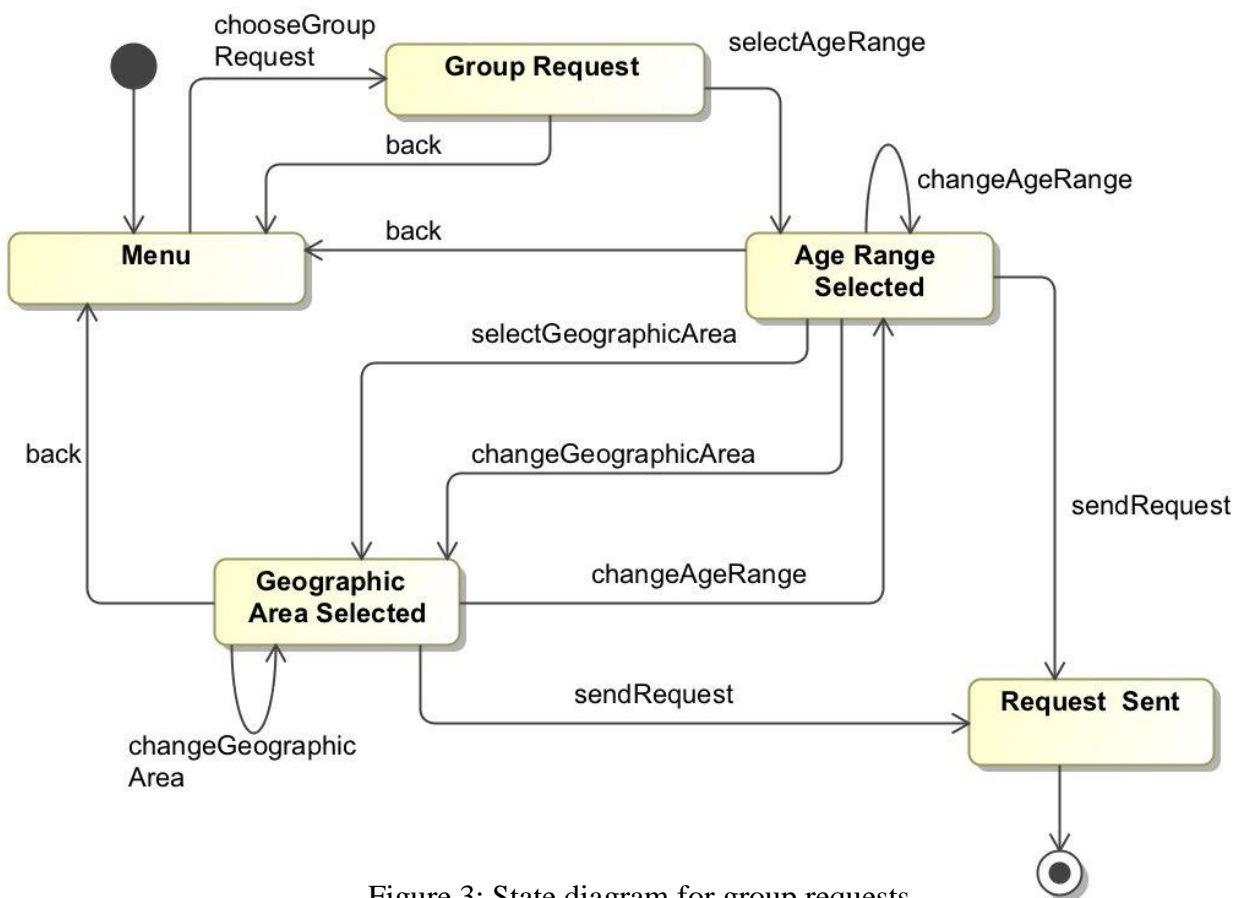 chooseGroup
Request
Group Request
selectAgeRange
back
changeAgeRange
Menu
back
Age Range
Selected
selectGeographicArea
back
changeGeographicArea
sendRequest
Geographic
Area Selected
changeAgeRange
sendRequest
Request Sent
changeGeographic
Area
Figure 3: State diagram for group requests